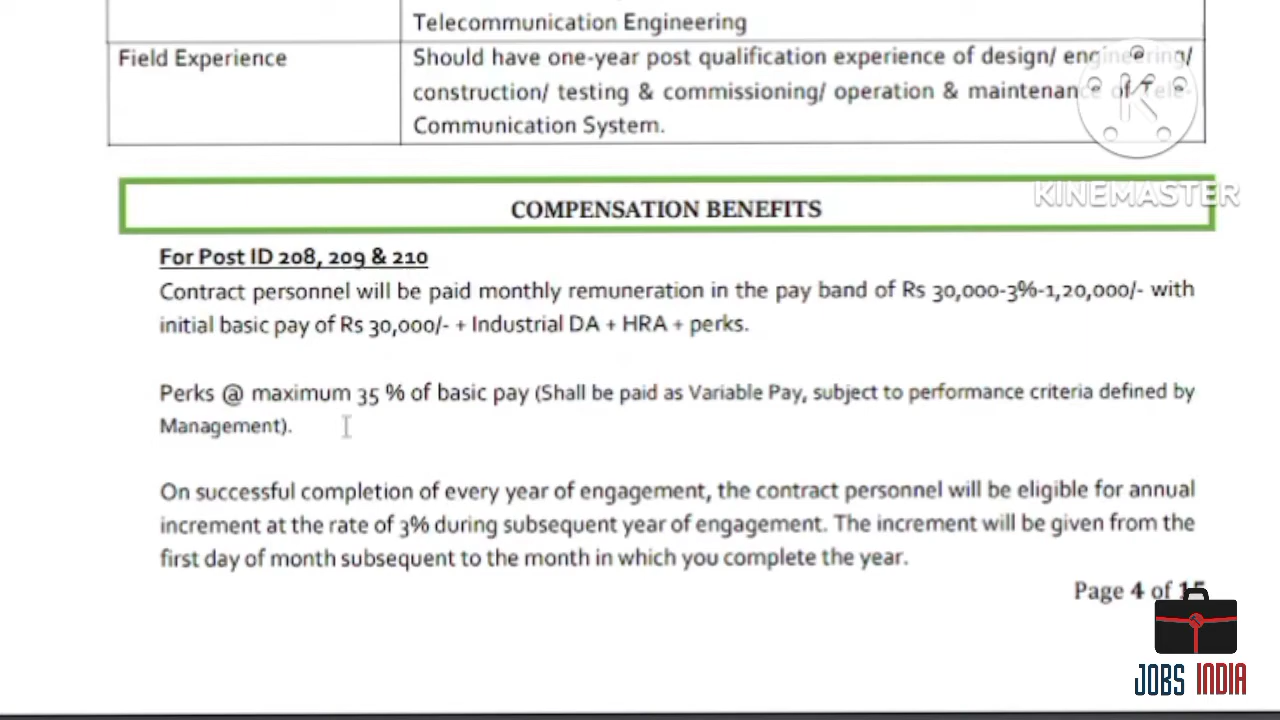 Telecommunication Engineering
Field Experience
Should have one-year post qualification experience of design/ engineering/
construction/ testing & commissioning/ operation & maintenance of Tele-
Communication System.
KINEMASTER
COMPENSATION BENEFITS
For Post ID 208, 209 & 210
Contract personnel will be paid monthly remuneration in the pay band of Rs 30,000-3%-1,20,000/- with
initial basic pay of Rs 30,000/- + Industrial DA + HRA + perks.
Perks @ maximum 35 % of basic pay (Shall be paid as Variable Pay, subject to performance criteria defined by
Management).
On successful completion of every year of engagement, the contract personnel will be eligible for annual
increment at the rate of 3% during subsequent year of engagement. The increment will be given from the
first day of month subsequent to the month in which you complete the year.
Page 4 of 15
JOBS INDIA